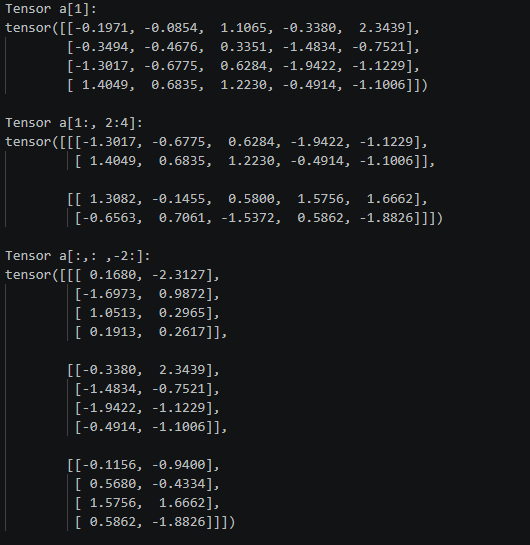 Tensor a[1]:
tensor([[-0.1971, -0.0854,  1.1065, -0.3380,  2.3439],
        [-0.3494, -0.4676,  0.3351, -1.4834, -0.7521],
        [-1.3017, -0.6775,  0.6284, -1.9422, -1.1229],
        [ 1.4049,  0.6835,  1.2230, -0.4914, -1.1006]])

Tensor a[1:, 2:4]:
tensor([[[-1.3017, -0.6775,  0.6284, -1.9422, -1.1229],
         [ 1.4049,  0.6835,  1.2230, -0.4914, -1.1006]],

        [[ 1.3082, -0.1455,  0.5800,  1.5756,  1.6662],
         [-0.6563,  0.7061, -1.5372,  0.5862, -1.8826]]])

Tensor a[:,: ,-2:]:
tensor([[[ 0.1680, -2.3127],
         [-1.6973,  0.9872],
         [ 1.0513,  0.2965],
         [ 0.1913,  0.2617]],

        [[-0.3380,  2.3439],
         [-1.4834, -0.7521],
         [-1.9422, -1.1229],
         [-0.4914, -1.1006]],

        [[-0.1156, -0.9400],
         [ 0.5680, -0.4334],
         [ 1.5756,  1.6662],
         [ 0.5862, -1.8826]]])